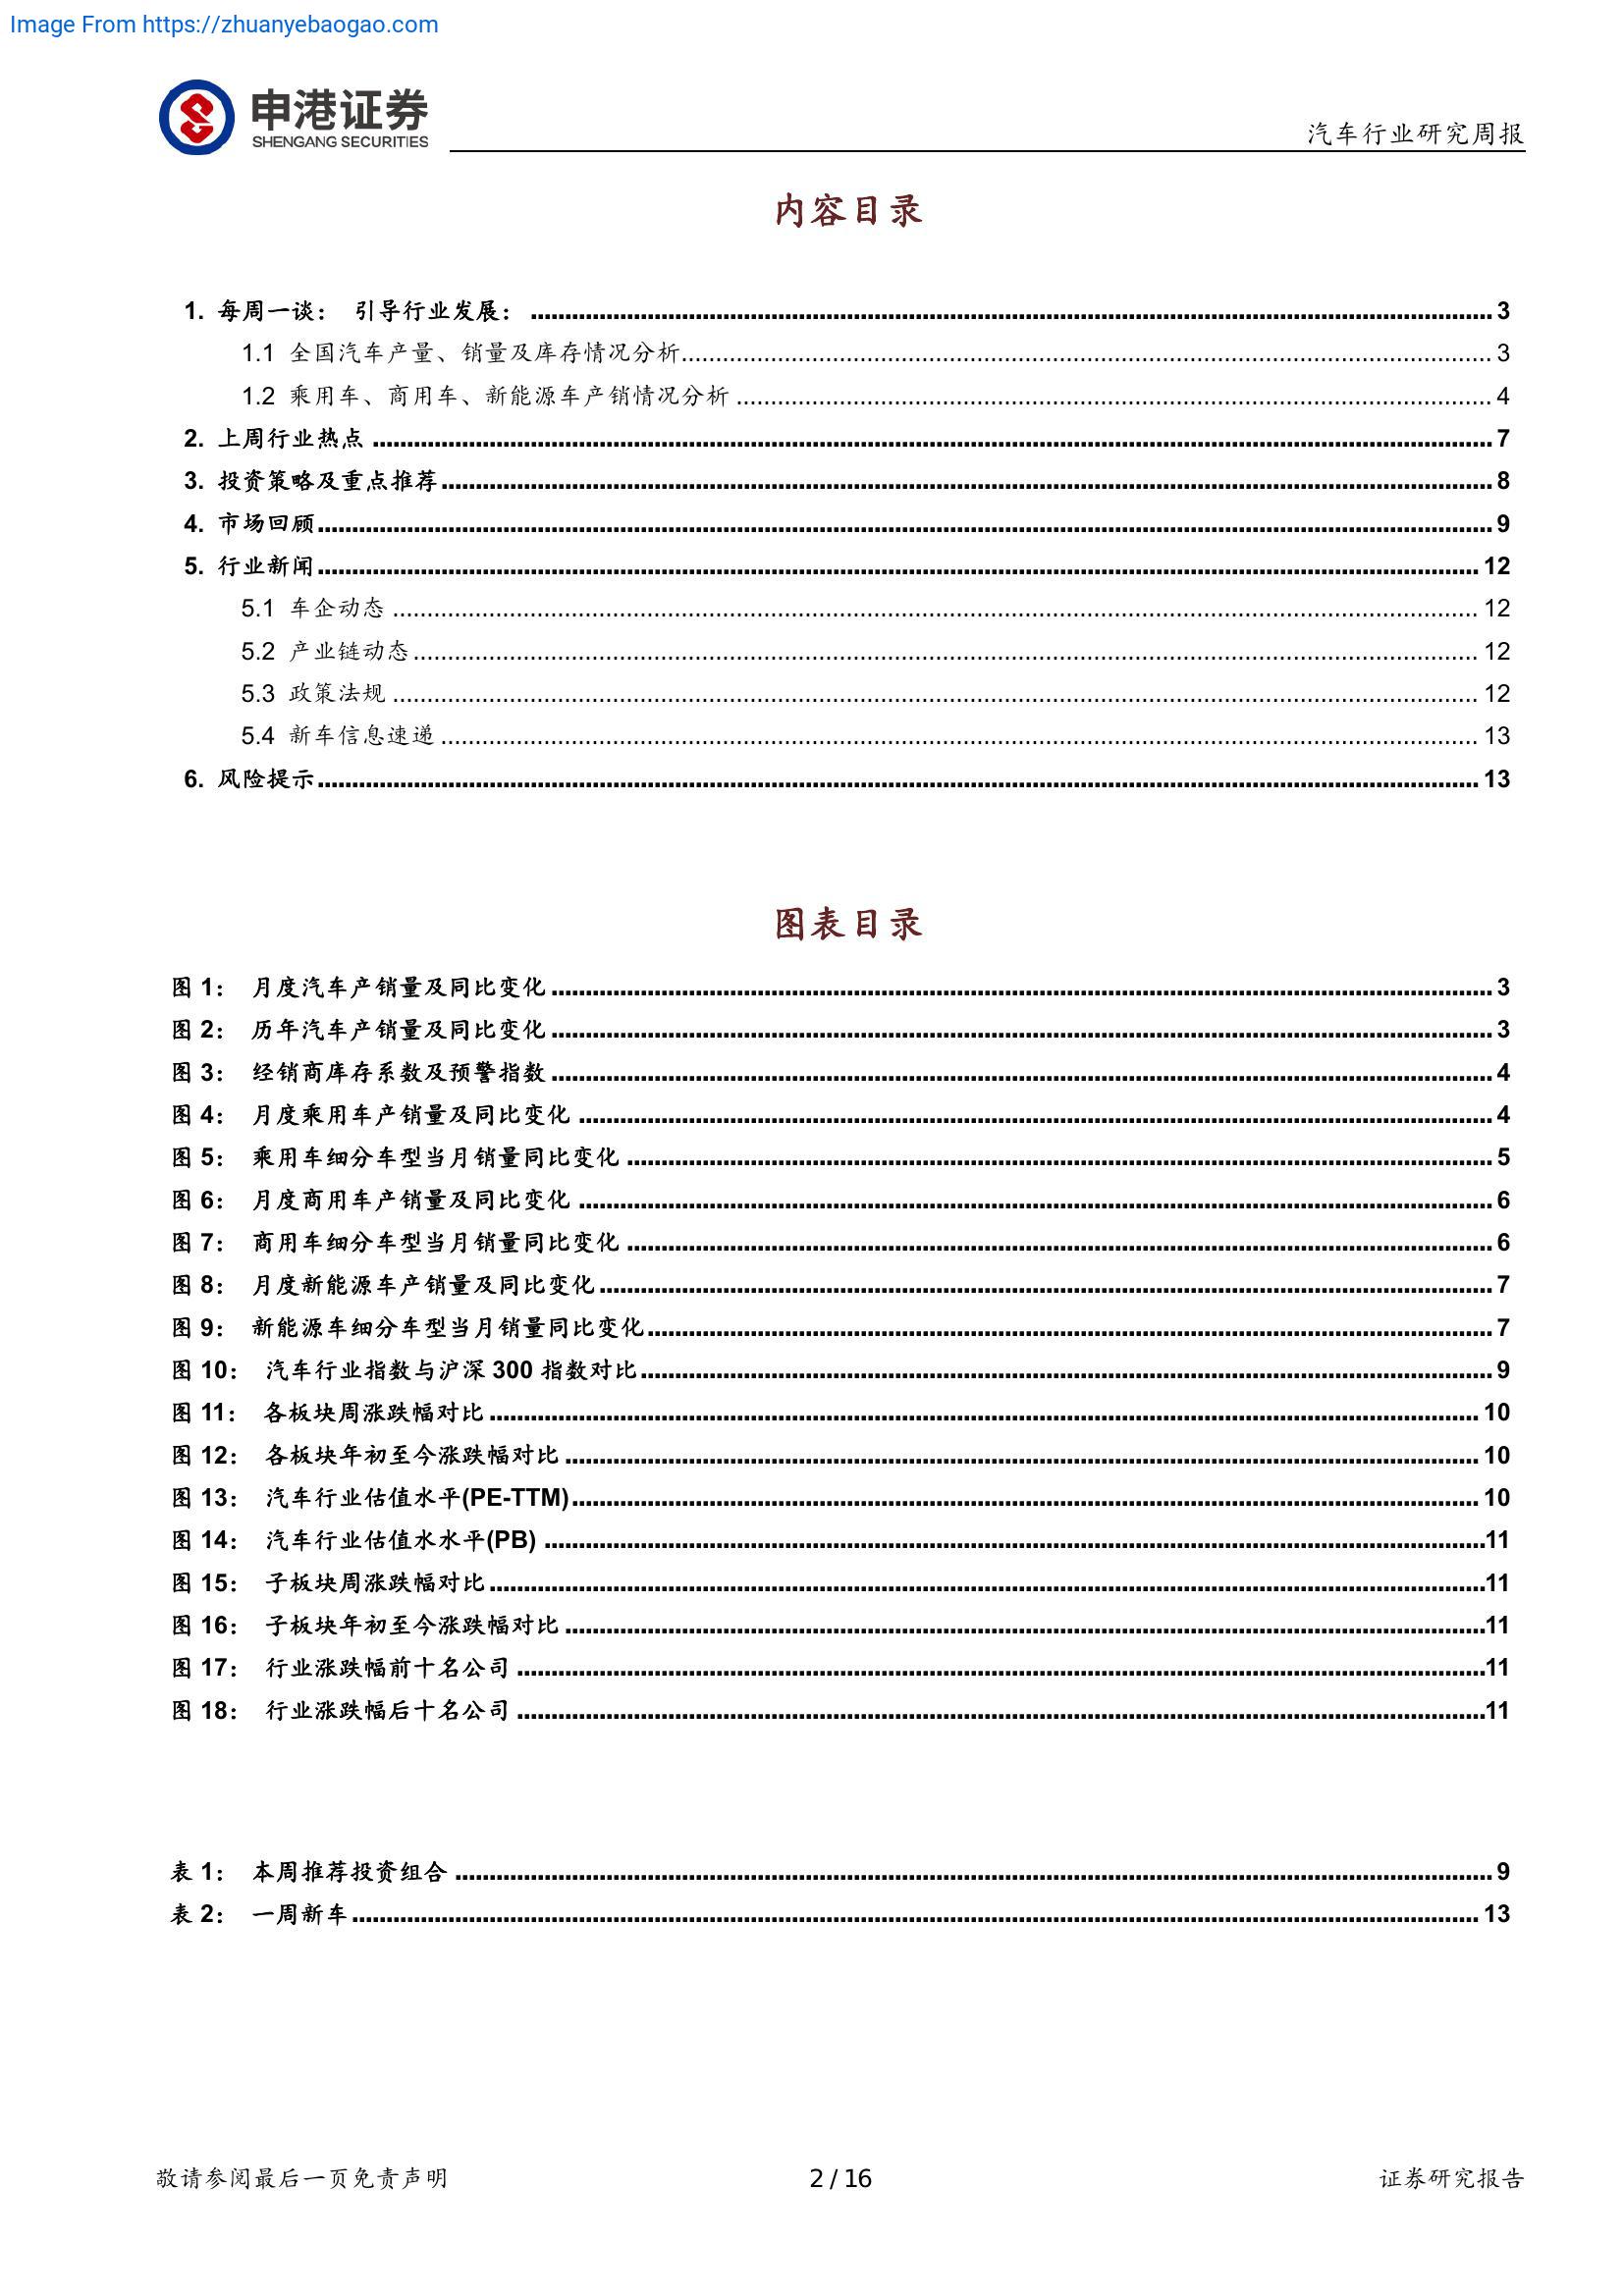 Image From https://zhuanyebaogao.com
申港证券
SHENGANG SECURITIES
汽车行业研究周报
内容目录
1. 每周一谈： 引导行业发展： 3
1.1 全国汽车产量、销量及库存情况分析 3
1.2 乘用车、商用车、新能源车产销情况分析 4
2. 上周行业热点 7
3. 投资策略及重点推荐 8
4. 市场回顾 9
5. 行业新闻 12
5.1 车企动态 12
5.2 产业链动态 12
5.3 政策法规 12
5.4 新车信息速递 13
6. 风险提示 13
图表目录
图 1： 月度汽车产销量及同比变化 3
图 2： 历年汽车产销量及同比变化 3
图 3： 经销商库存系数及预警指数 4
图 4： 月度乘用车产销量及同比变化 4
图 5： 乘用车细分车型当月销量同比变化 5
图 6： 月度商用车产销量及同比变化 6
图 7： 商用车细分车型当月销量同比变化 6
图 8： 月度新能源车产销量及同比变化 7
图 9： 新能源车细分车型当月销量同比变化 7
图 10： 汽车行业指数与沪深 300 指数对比 9
图 11： 各板块周涨跌幅对比 10
图 12： 各板块年初至今涨跌幅对比 10
图 13： 汽车行业估值水平(PE-TTM) 10
图 14： 汽车行业估值水水平(PB) 11
图 15： 子板块周涨跌幅对比 11
图 16： 子板块年初至今涨跌幅对比 11
图 17： 行业涨跌幅前十名公司 11
图 18： 行业涨跌幅后十名公司 11
表 1： 本周推荐投资组合 9
表 2： 一周新车 13
敬请参阅最后一页免责声明
2 / 16
证券研究报告